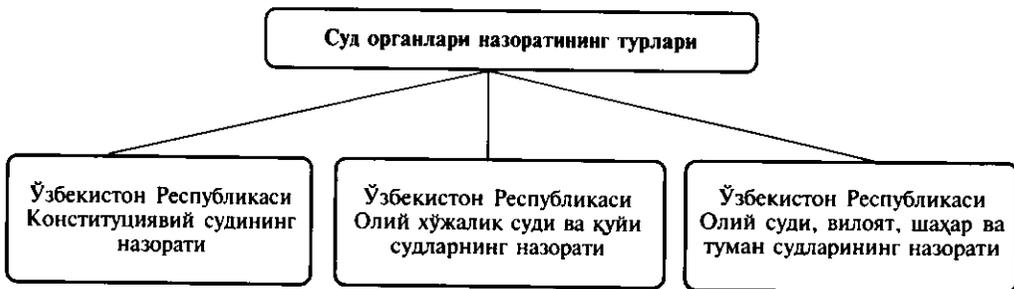 Суд органлари назоратининг турлари
Ўзбекистон Республикаси
Конституциявий судининг
назорати
Ўзбекистон Республикаси
Олий хўжалик суди ва қуйи
судларнинг назорати
Ўзбекистон Республикаси
Олий суди, вилоят, шаҳар ва
туман судларининг назорати